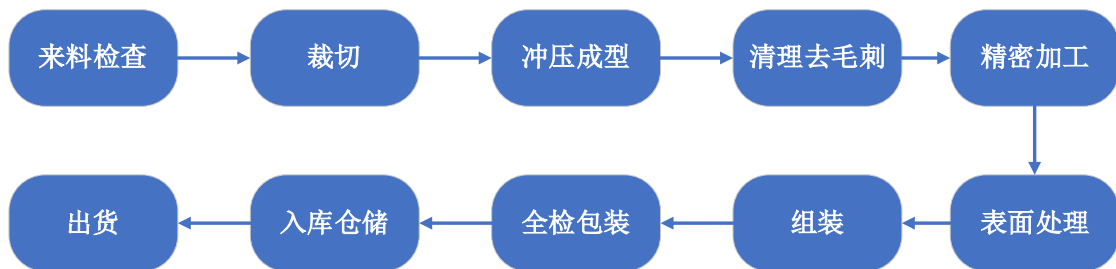 来料检查
裁切
冲压成型
清理去毛刺
精密加工
表面处理
组装
全检包装
入库仓储
出货